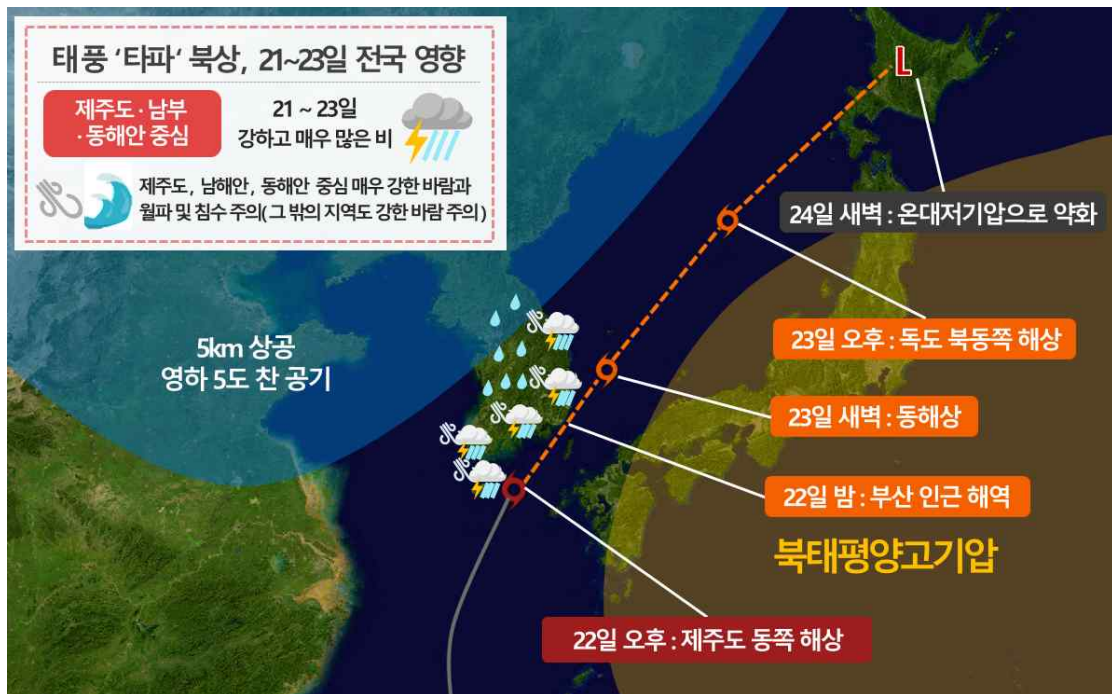 태풍 ‘타파‘ 북상, 21~23일 전국 영향
제주도 · 남부
· 동해안 중심
21 ~ 23일
강하고 매우 많은 비
제주도, 남해안, 동해안 중심 매우 강한 바람과
월파 및 침수 주의( 그 밖의 지역도 강한 바람 주의 )
L
24일 새벽 : 온대저기압으로 약화
5km 상공
영하 5도 찬 공기
23일 오후 : 독도 북동쪽 해상
23일 새벽 : 동해상
22일 밤 : 부산 인근 해역
북태평양고기압
22일 오후 : 제주도 동쪽 해상